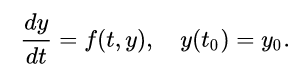 dy/dt = f(t, y),    y(t₀) = y₀.